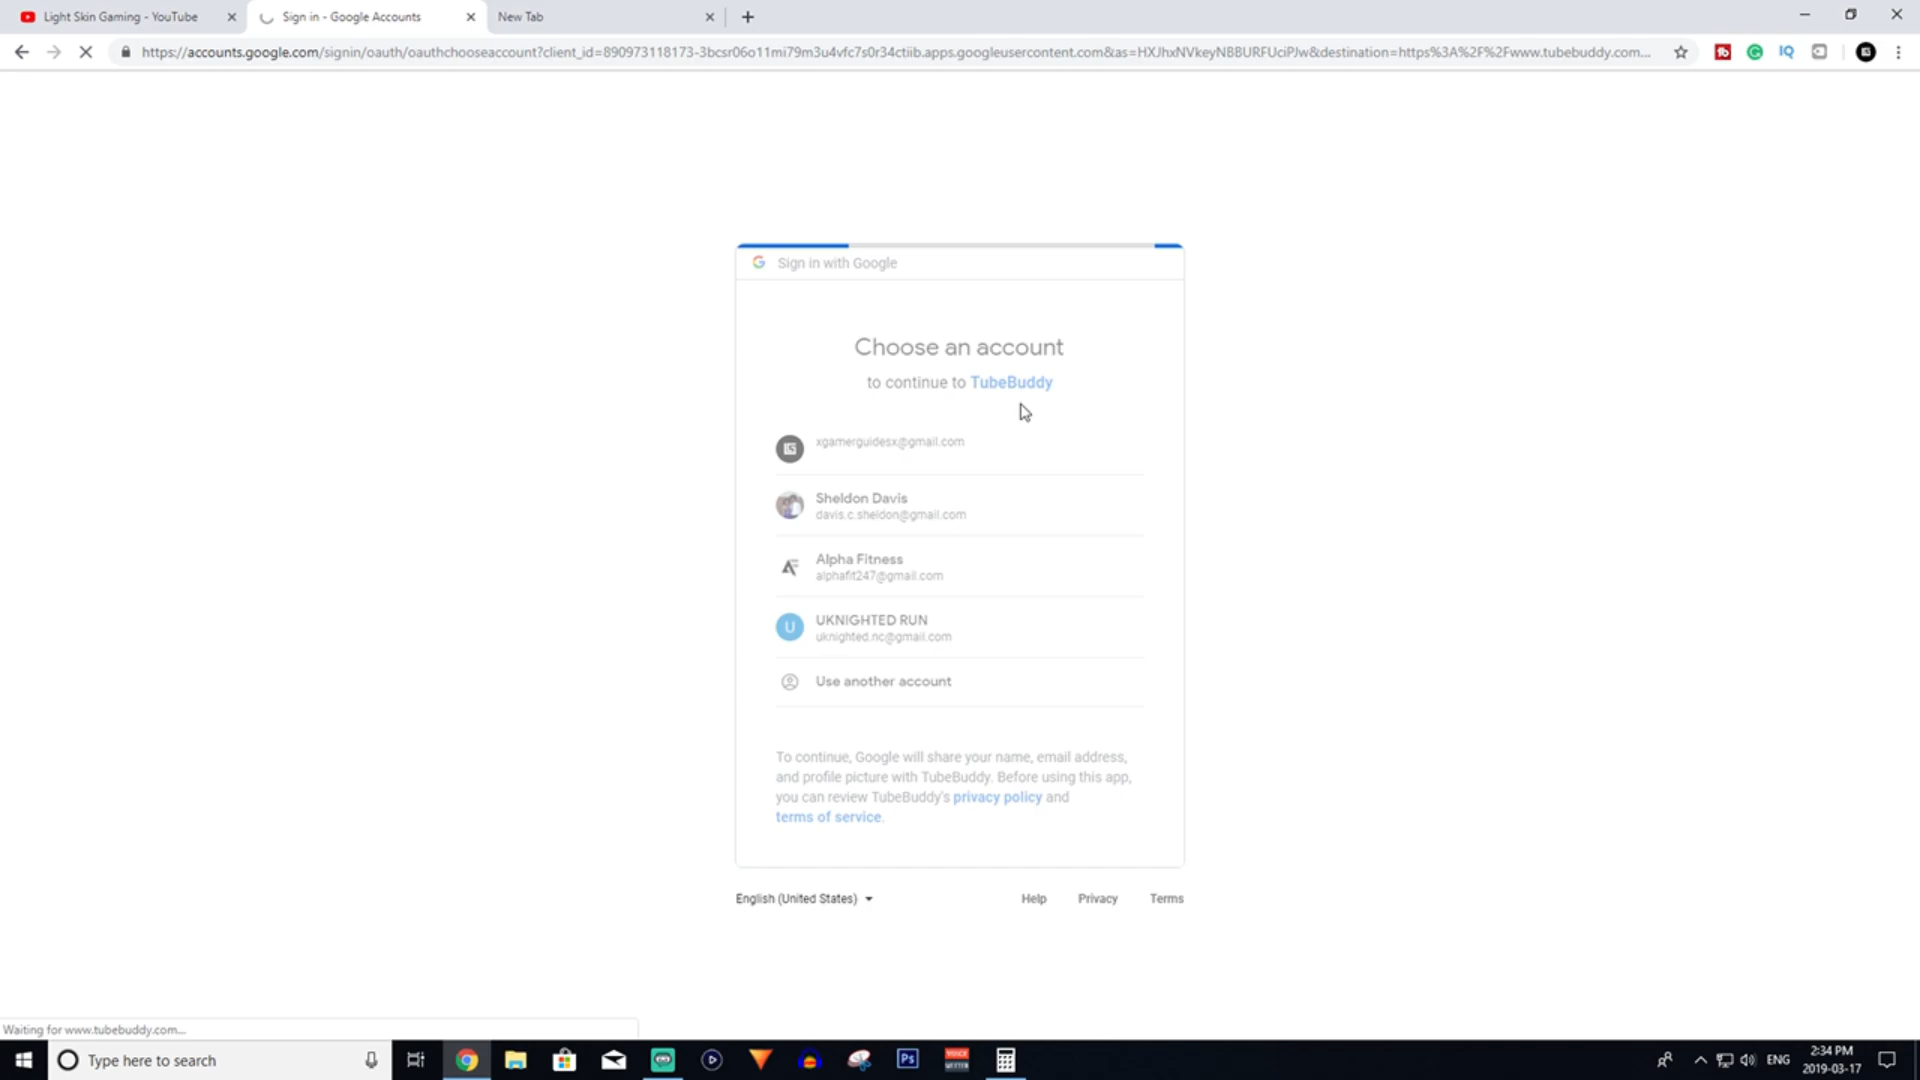 Light Skin Gaming - YouTube
Sign in - Google Accounts
New Tab
https://accounts.google.com/signin/oauth/oauthchooseaccount?client_id=890973118173-3bcsr06o11mi79m3u4vfc7s0r34ctiib.apps.googleusercontent.com&as=HXJhxNVkeyNBBURFUciPJw&destination=https%3A%2F%2Fwww.tubebuddy.com...
IQ
Sign in with Google
Choose an account
to continue to TubeBuddy
xgamerguidesx@gmail.com
Sheldon Davis
davis.c.sheldon@gmail.com
Alpha Fitness
alphafit247@gmail.com
U
UKNIGHTED RUN
uknighted.nc@gmail.com
Use another account
To continue, Google will share your name, email address,
and profile picture with TubeBuddy. Before using this app,
you can review TubeBuddy's privacy policy and
terms of service.
English (United States)
Help
Privacy
Terms
Waiting for www.tubebuddy.com...
Type here to search
Ps
ENG
2:34 PM
2019-03-17